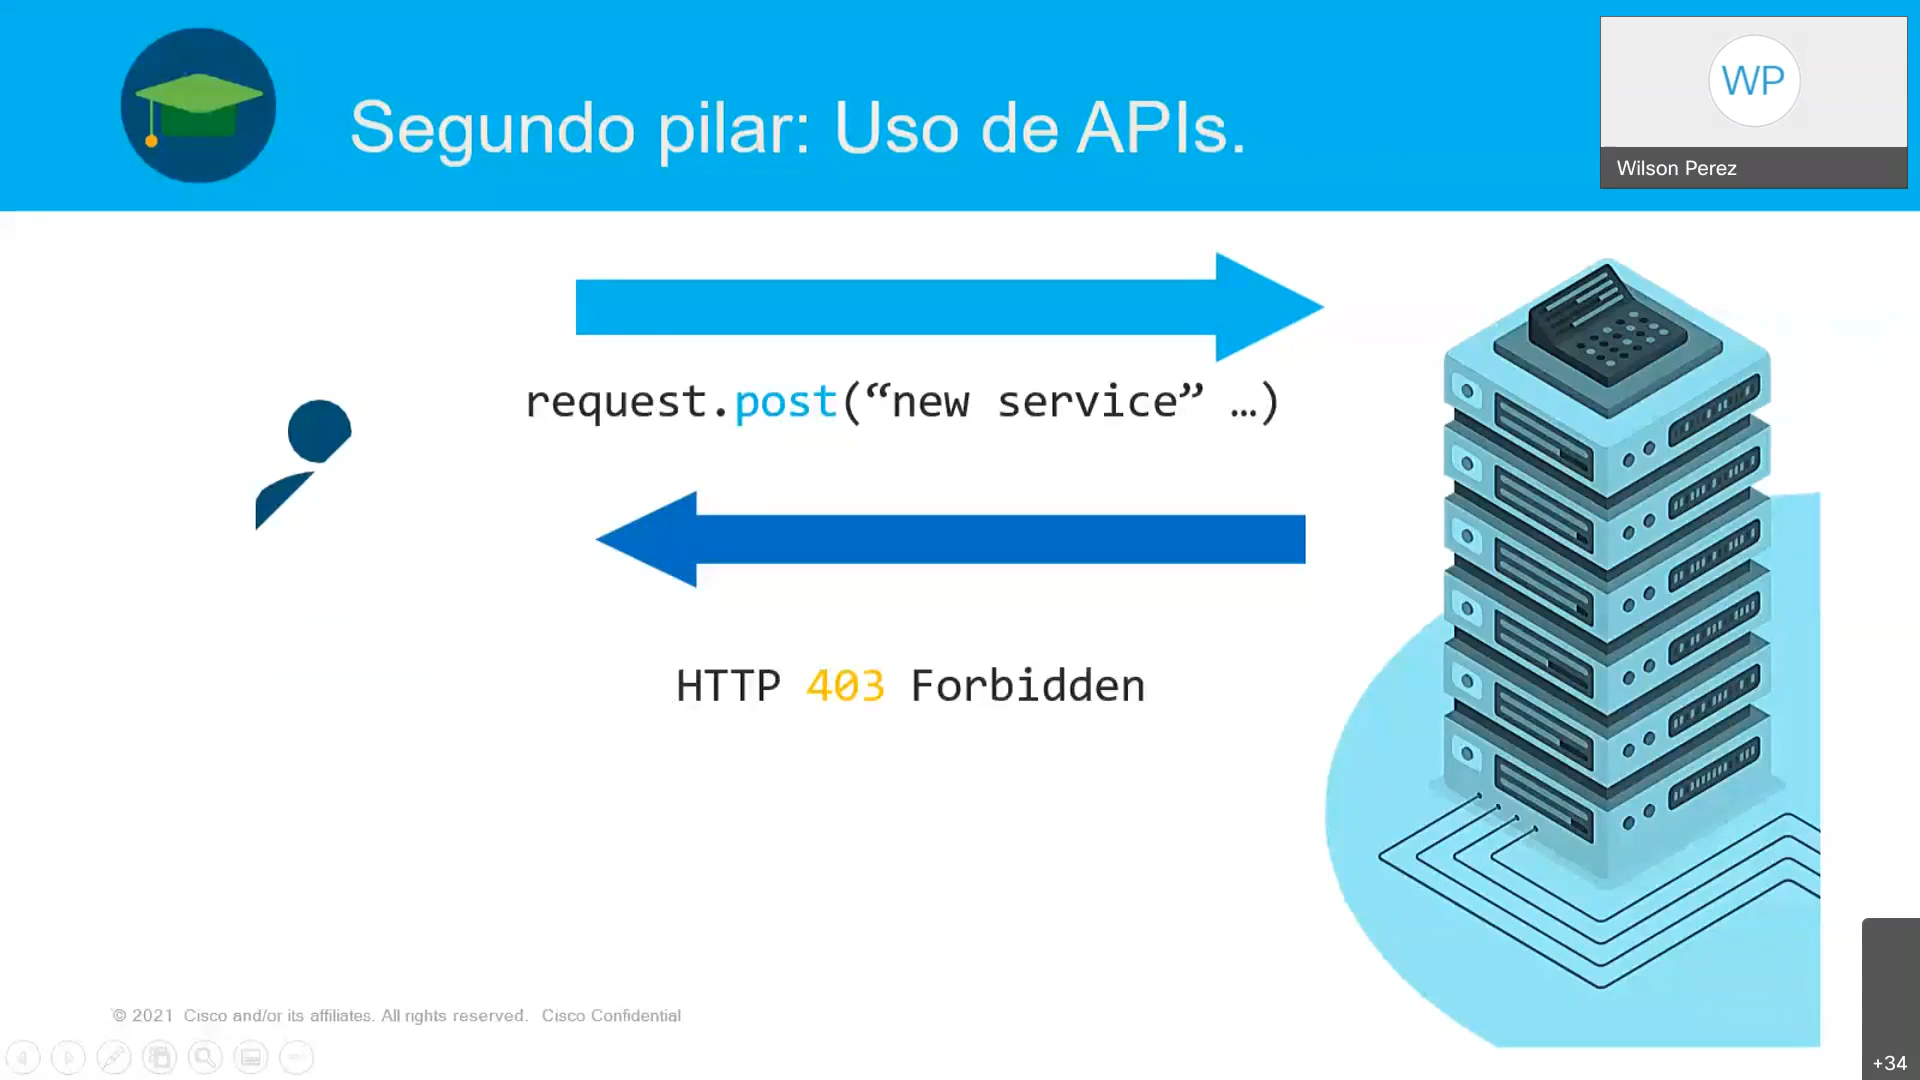 Segundo pilar: Uso de APIs.
WP
Wilson Perez
request.post(“new service” …)
HTTP 403 Forbidden
© 2021 Cisco and/or its affiliates. All rights reserved. Cisco Confidential
+34